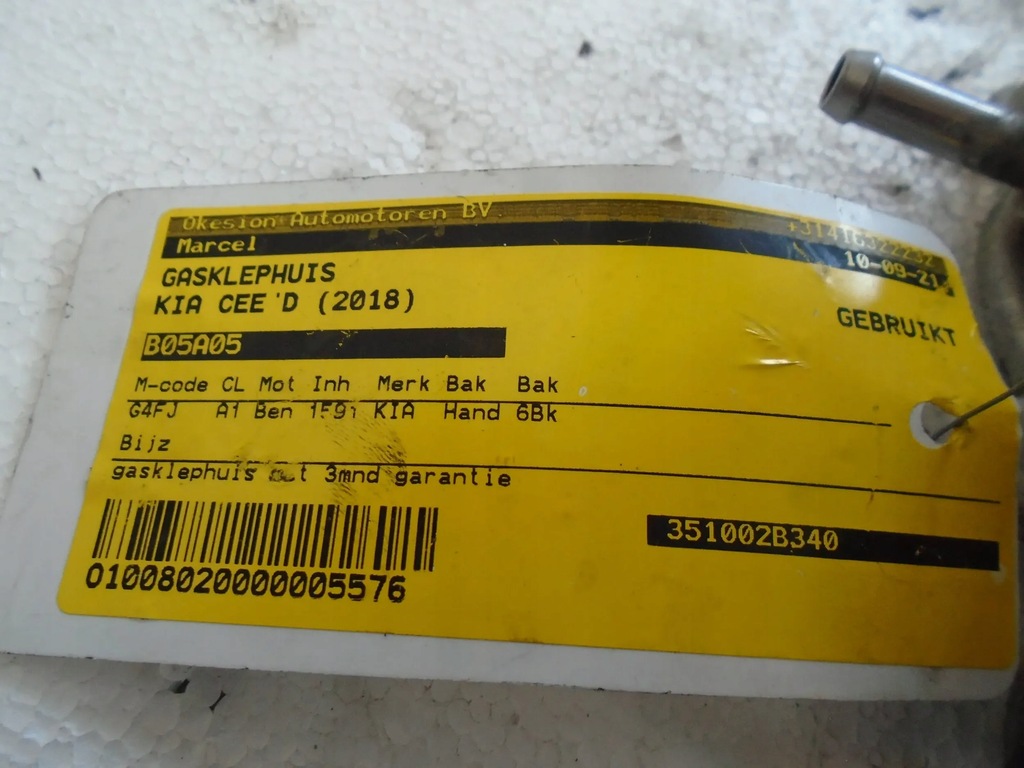 Okesion Automotoren BV
Marcel 10-09-21
GASKLEPHUIS
KIA CEE'D (2018)
GEBRUIKT
B05A05
M-code CL Mot Inh Merk Bak Bak
G4FJ A1 Ben 1591 KIA Hand 6Bk
Bijz
gasklephuis 3mnd garantie
351002B340
01008020000005576